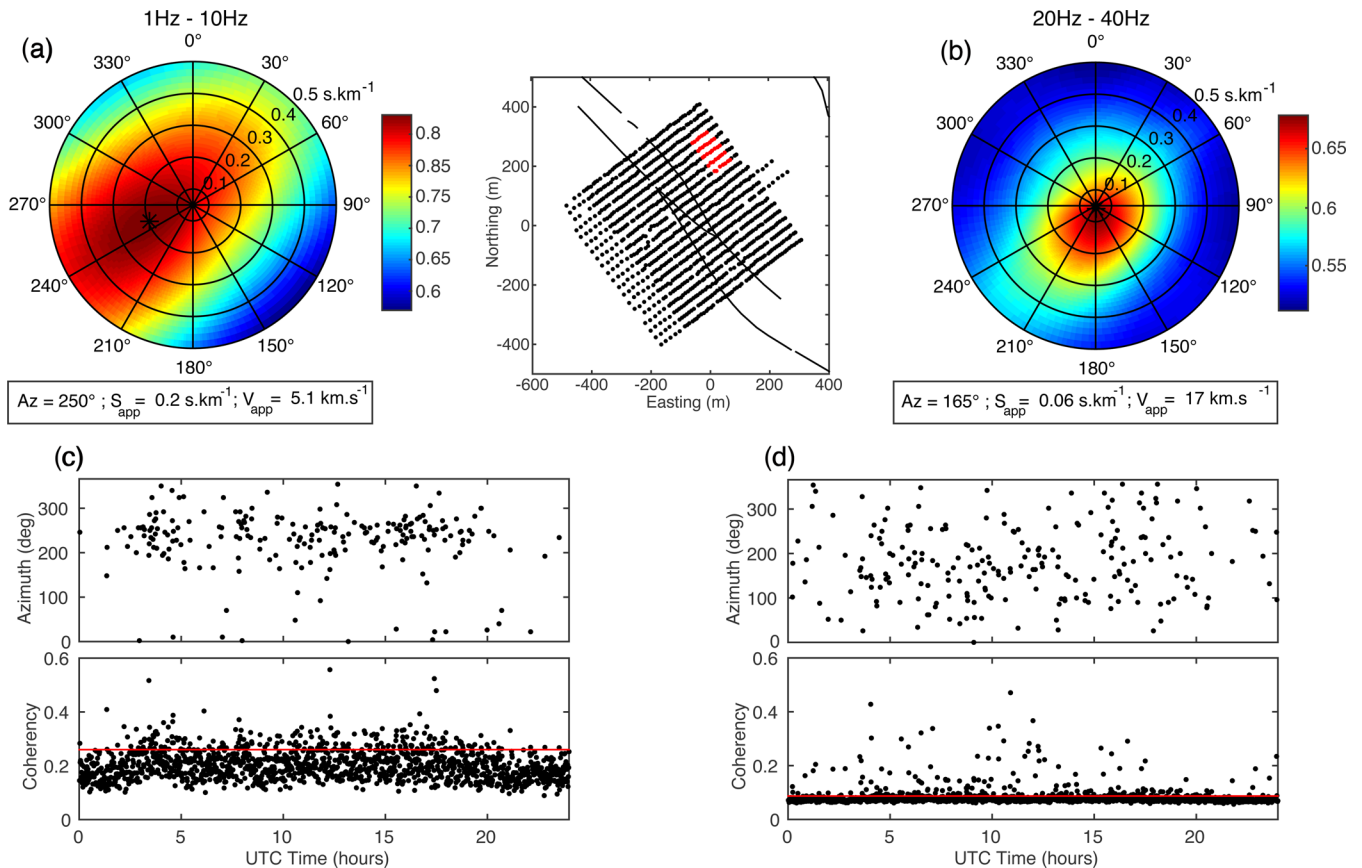 1Hz - 10Hz
(a)
0°
330°
30°
0.5 s.km-1
300°
0.4
60°
0.3
0.2
0.1
270°
90°
240°
120°
210°
150°
180°
0.8
0.75
0.7
0.65
0.6
Az = 250° ; Sapp= 0.2 s.km-1; Vapp= 5.1 km.s-1
400
200
0
-200
-400
Northing (m)
-600 -400 -200 0 200 400
Easting (m)
20Hz - 40Hz
(b)
0°
330°
30°
0.5 s.km-1
300°
0.4
60°
0.3
0.2
0.1
270°
90°
240°
120°
210°
150°
180°
0.65
0.6
0.55
Az = 165° ; Sapp= 0.06 s.km-1; Vapp= 17 km.s -1
(c)
300
200
100
0
Azimuth (deg)
0.6
0.4
0.2
0
Coherency
0 5 10 15 20
UTC Time (hours)
(d)
300
200
100
0
Azimuth (deg)
0.6
0.4
0.2
0
Coherency
0 5 10 15 20
UTC Time (hours)